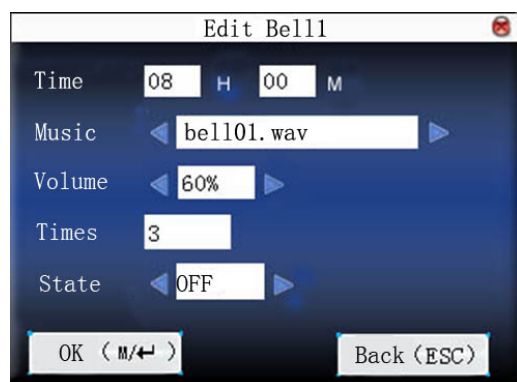 Edit Bell1
Time 08 H 00 M
Music bell01.wav
Volume 60%
Times 3
State OFF
OK (M/↵) Back (ESC)